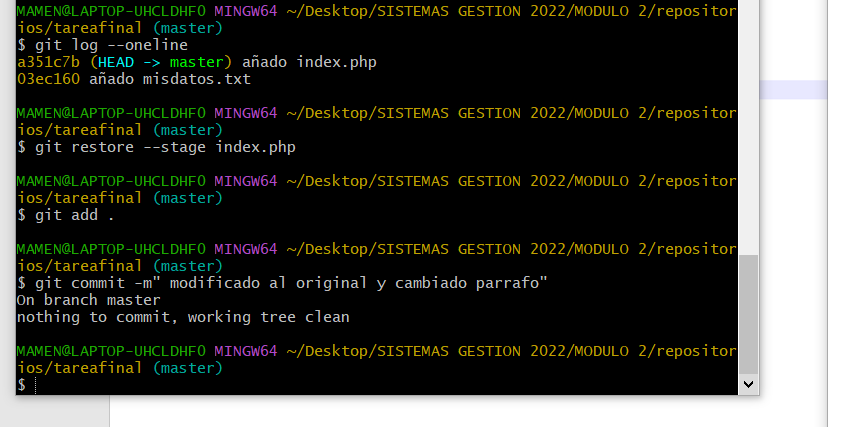 MAMEN@LAPTOP-UHCLDHF0 MINGW64 ~/Desktop/SISTEMAS GESTION 2022/MODULO 2/repositor
ios/tareafinal (master)
$ git log --oneline
a351c7b (HEAD -> master) añado index.php
03ec160 añado misdatos.txt
MAMEN@LAPTOP-UHCLDHF0 MINGW64 ~/Desktop/SISTEMAS GESTION 2022/MODULO 2/repositor
ios/tareafinal (master)
$ git restore --stage index.php
MAMEN@LAPTOP-UHCLDHF0 MINGW64 ~/Desktop/SISTEMAS GESTION 2022/MODULO 2/repositor
ios/tareafinal (master)
$ git add .
MAMEN@LAPTOP-UHCLDHF0 MINGW64 ~/Desktop/SISTEMAS GESTION 2022/MODULO 2/repositor
ios/tareafinal (master)
$ git commit -m" modificado al original y cambiado parrafo"
On branch master
nothing to commit, working tree clean
MAMEN@LAPTOP-UHCLDHF0 MINGW64 ~/Desktop/SISTEMAS GESTION 2022/MODULO 2/repositor
ios/tareafinal (master)
$